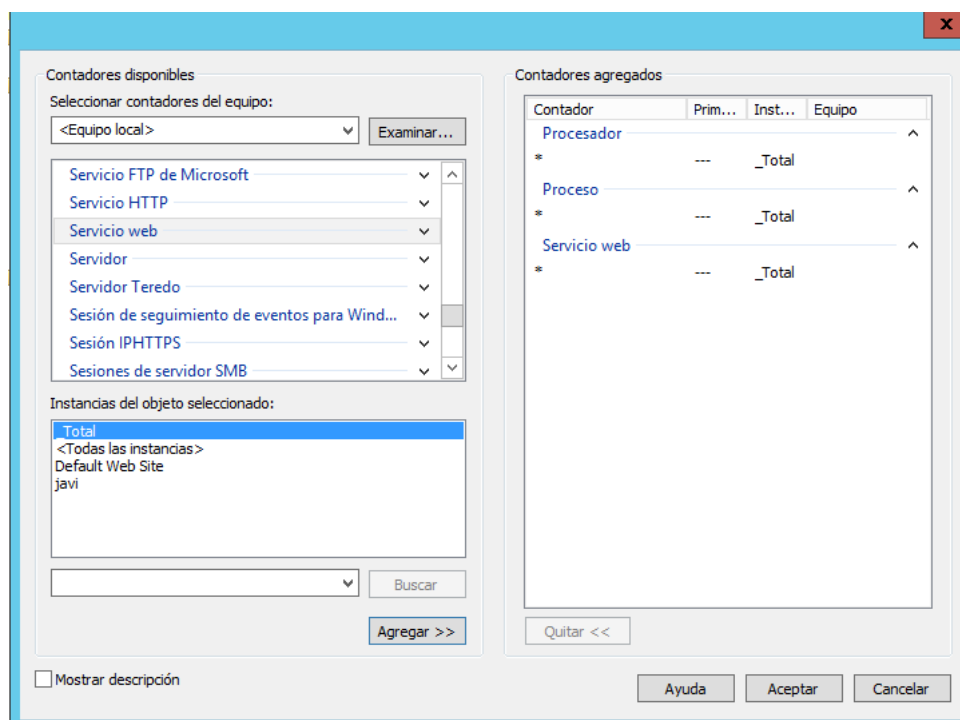 x
Contadores disponibles
Seleccionar contadores del equipo:
<Equipo local>
Examinar...
Servicio FTP de Microsoft
Servicio HTTP
Servicio web
Servidor
Servidor Teredo
Sesión de seguimiento de eventos para Wind...
Sesión IPHTTPS
Sesiones de servidor SMB
Instancias del objeto seleccionado:
_Total
<Todas las instancias>
Default Web Site
javi
Buscar
Agregar >>
Mostrar descripción
Contadores agregados
Contador Prim... Inst... Equipo
Procesador
* --- _Total
Proceso
* --- _Total
Servicio web
* --- _Total
Quitar <<
Ayuda Aceptar Cancelar